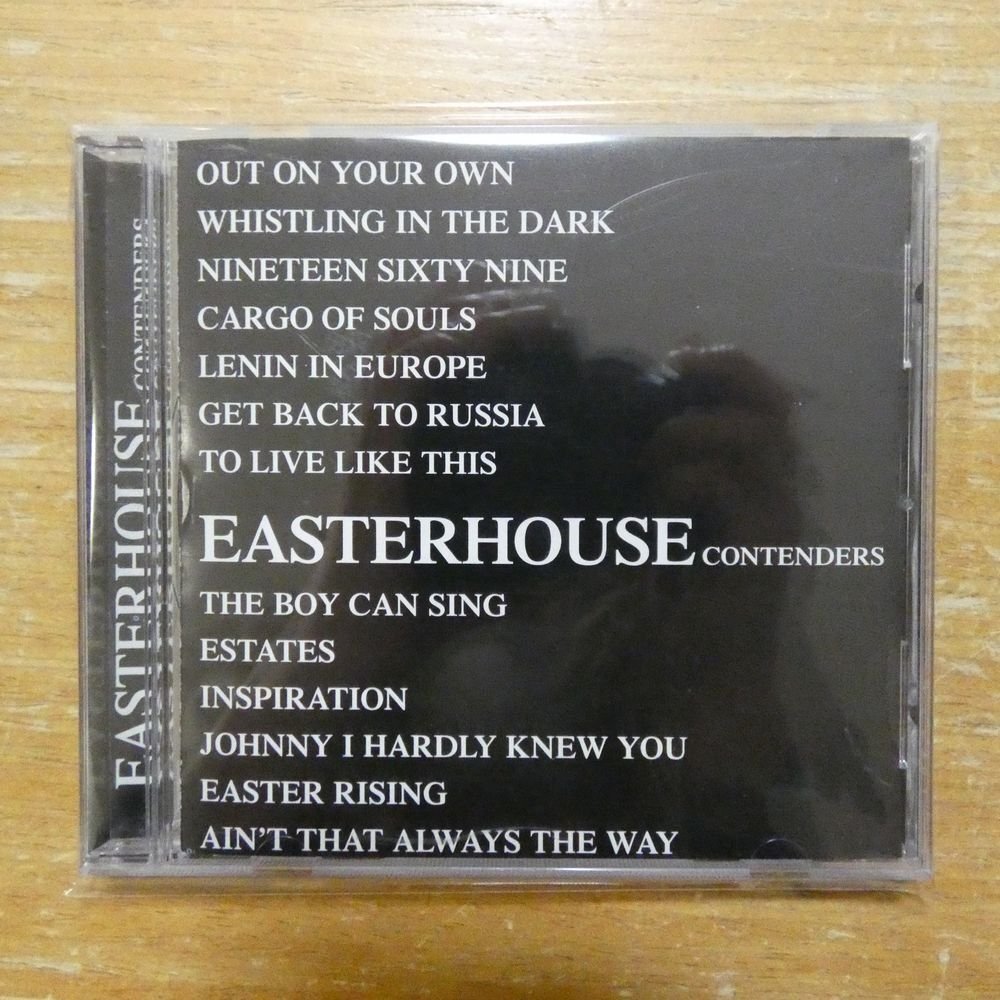 OUT ON YOUR OWN
WHISTLING IN THE DARK
NINETEEN SIXTY NINE
CARGO OF SOULS
LENIN IN EUROPE
GET BACK TO RUSSIA
TO LIVE LIKE THIS
EASTERHOUSE CONTENDERS
THE BOY CAN SING
ESTATES
INSPIRATION
JOHNNY I HARDLY KNEW YOU
EASTER RISING
AIN'T THAT ALWAYS THE WAY
EASTERHOUSE CONTENDERS